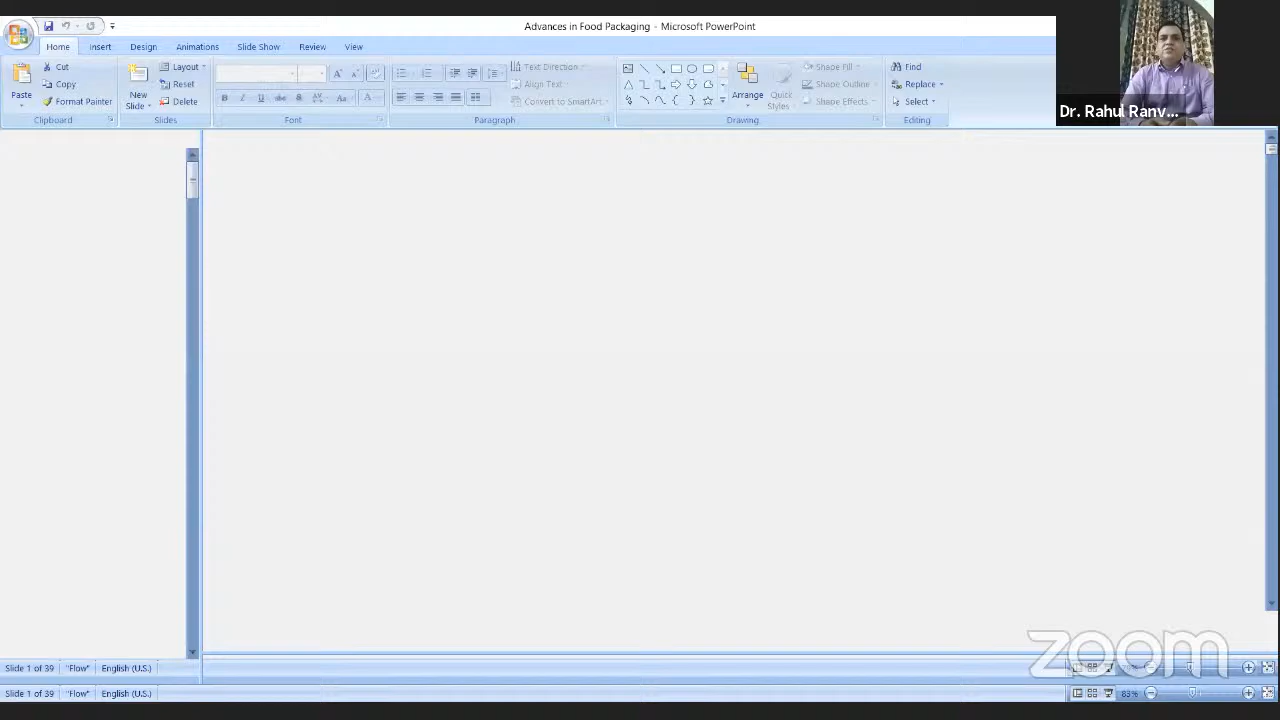 Advances in Food Packaging - Microsoft PowerPoint
Home Insert Design Animations Slide Show Review View
Paste
Cut
Copy
Format Painter
Clipboard
New Slide
Layout
Reset
Delete
Slides
B I U abc S AV Aa A
Font
Text Direction
Align Text
Convert to SmartArt
Paragraph
Arrange
Quick Styles
Shape Fill
Shape Outline
Shape Effects
Drawing
Find
Replace
Select
Editing
Dr. Rahul Ranv...
zoom
Slide 1 of 39 "Flow" English (U.S.)
Slide 1 of 39 "Flow" English (U.S.) 83%